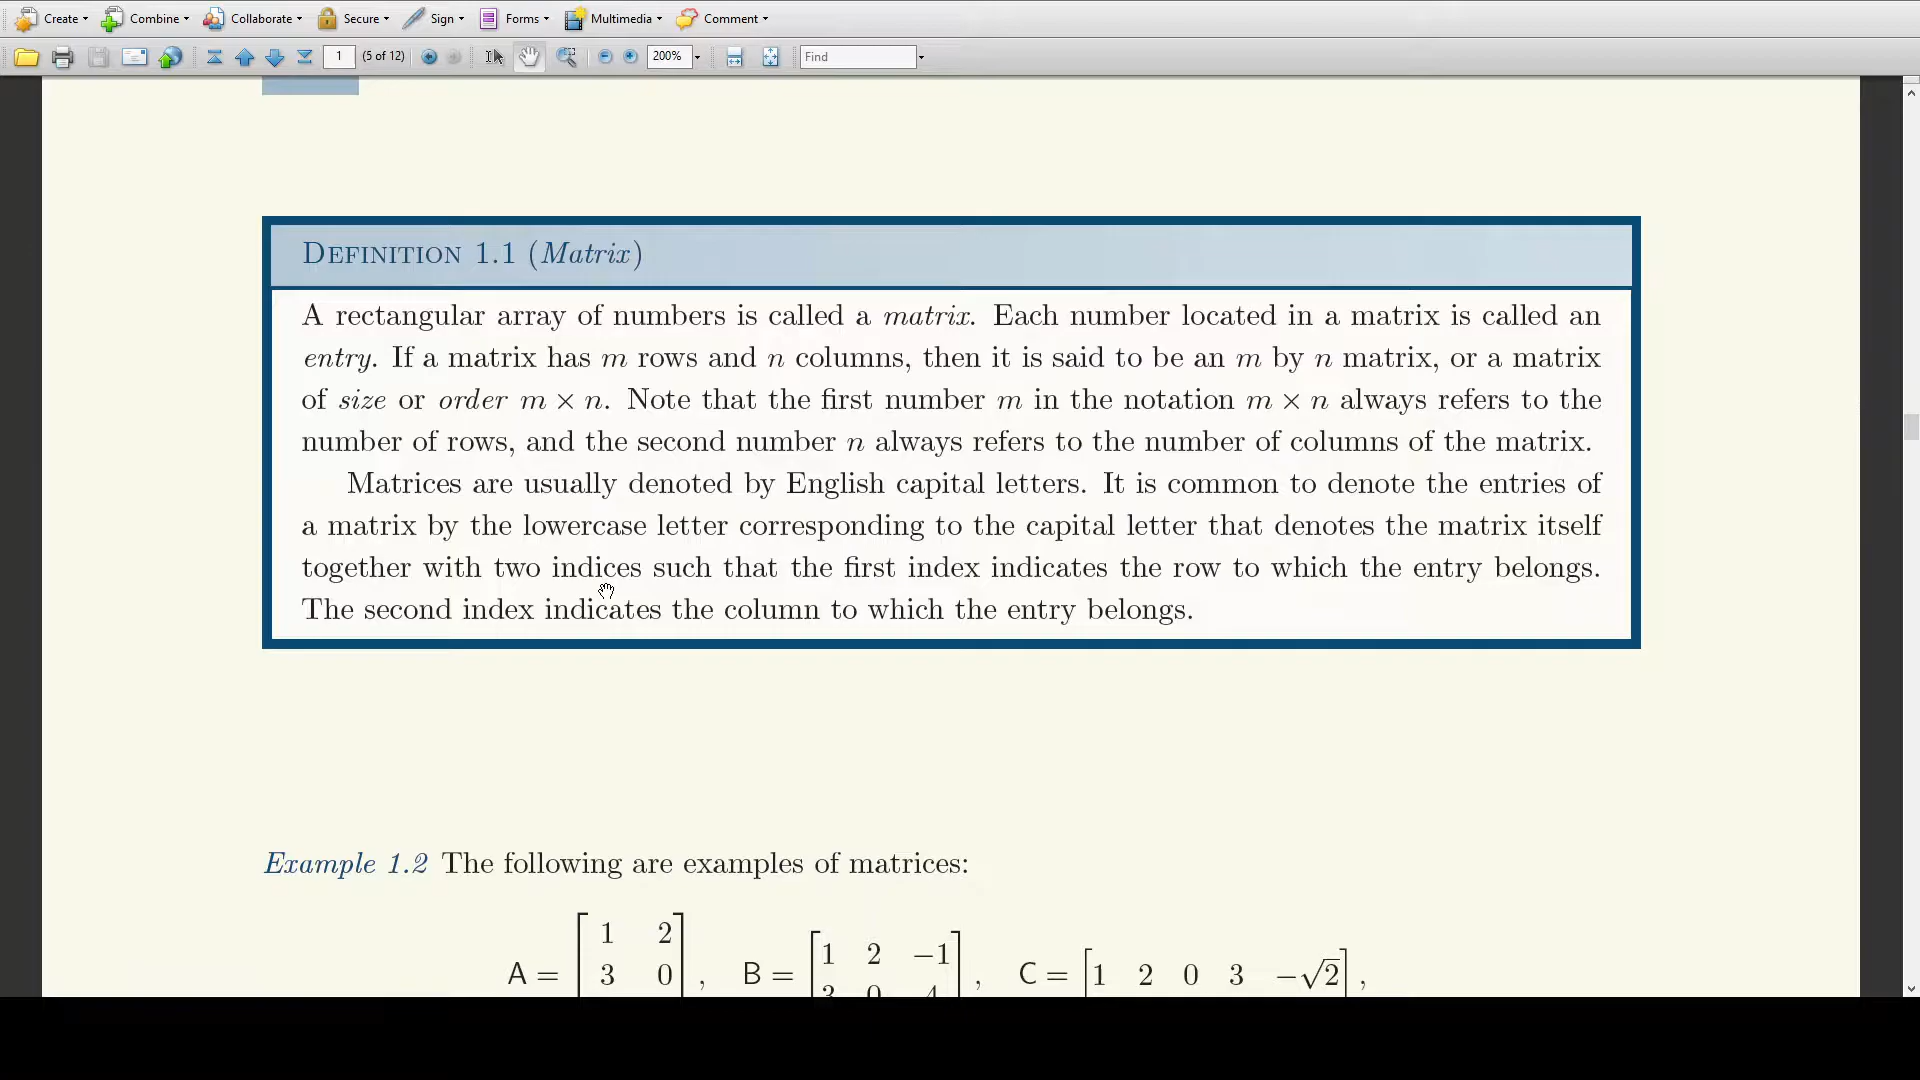 Create Combine Collaborate Secure Sign Forms Multimedia Comment
1 (5 of 12) 200% Find
DEFINITION 1.1 (Matrix)
A rectangular array of numbers is called a matrix. Each number located in a matrix is called an
entry. If a matrix has m rows and n columns, then it is said to be an m by n matrix, or a matrix
of size or order m × n. Note that the first number m in the notation m × n always refers to the
number of rows, and the second number n always refers to the number of columns of the matrix.
Matrices are usually denoted by English capital letters. It is common to denote the entries of
a matrix by the lowercase letter corresponding to the capital letter that denotes the matrix itself
together with two indices such that the first index indicates the row to which the entry belongs.
The second index indicates the column to which the entry belongs.
Example 1.2 The following are examples of matrices:
1 2
1 2 −1
A = 3 0 , B = , C = [1 2 0 3 −√2] ,
3 0 4